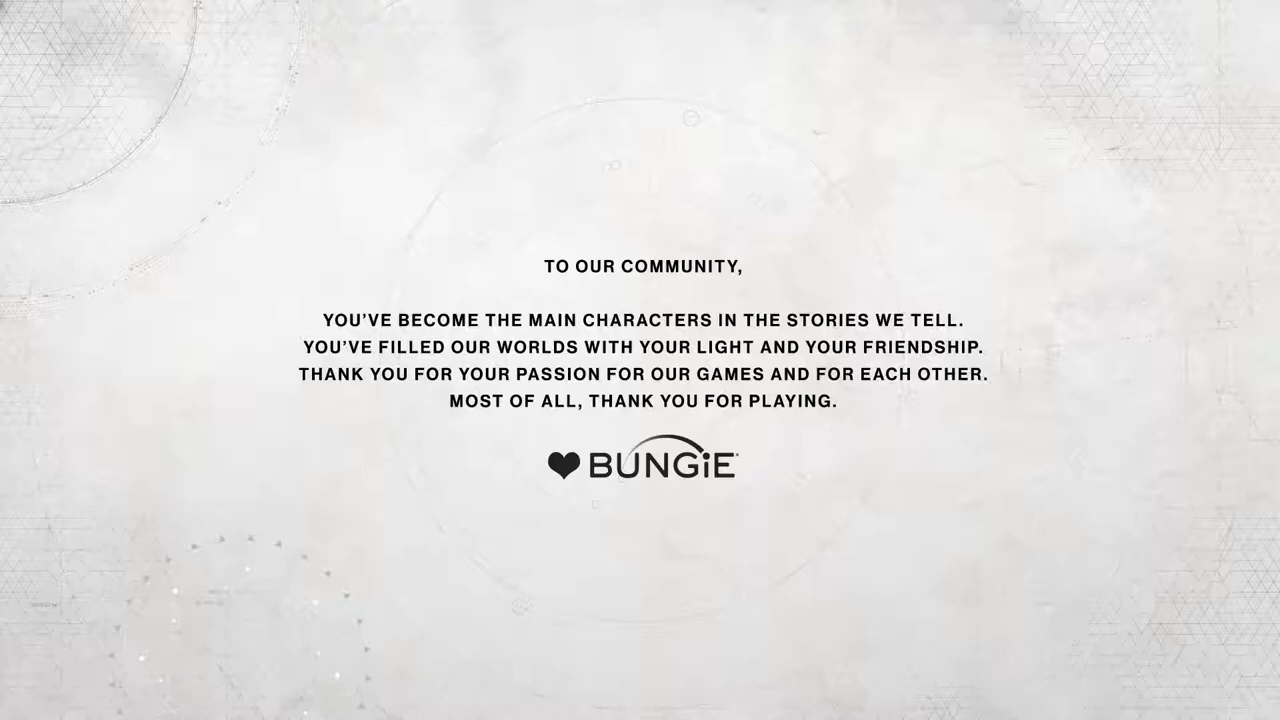 TO OUR COMMUNITY,
YOU'VE BECOME THE MAIN CHARACTERS IN THE STORIES WE TELL.
YOU'VE FILLED OUR WORLDS WITH YOUR LIGHT AND YOUR FRIENDSHIP.
THANK YOU FOR YOUR PASSION FOR OUR GAMES AND FOR EACH OTHER.
MOST OF ALL, THANK YOU FOR PLAYING.
BUNGiE